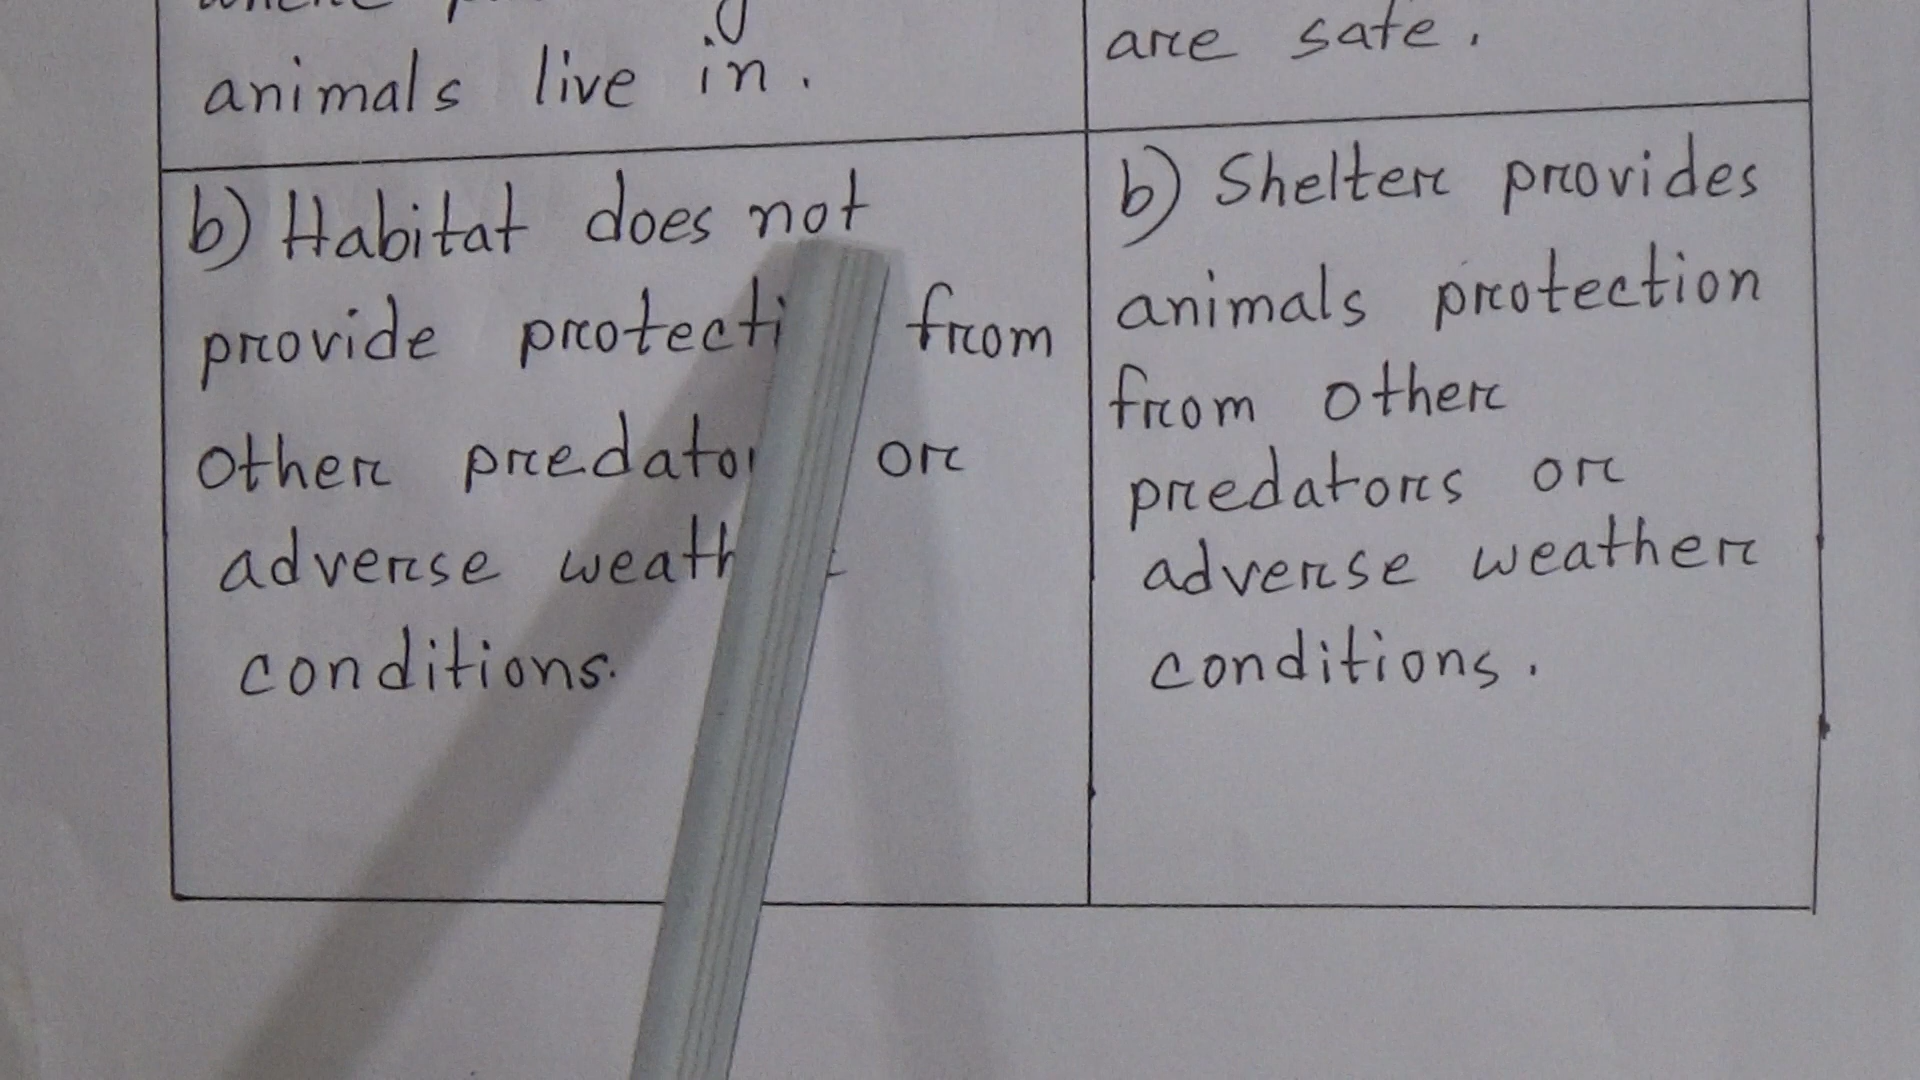 animals live in.
are safe.
b) Habitat does not
provide from
other or
adverse
conditions.
b) Shelter provides
animals protection
from other
predators or
adverse weather
conditions.